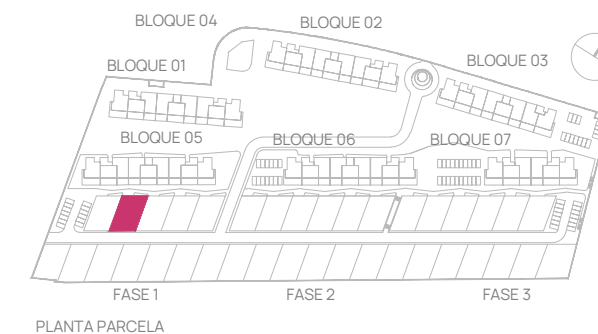 BLOQUE 04
BLOQUE 02
BLOQUE 03
BLOQUE 01
BLOQUE 05
BLOQUE 06
BLOQUE 07
FASE 1
FASE 2
FASE 3
PLANTA PARCELA